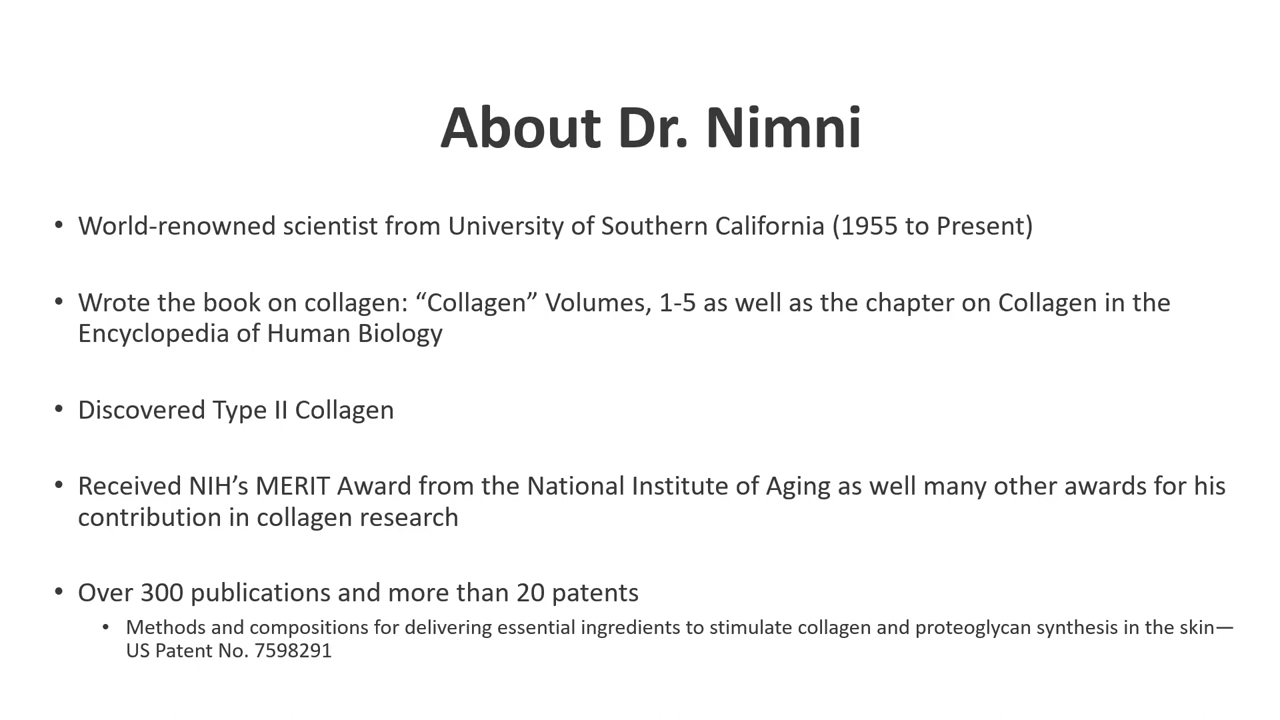 About Dr. Nimni
• World-renowned scientist from University of Southern California (1955 to Present)
• Wrote the book on collagen: “Collagen” Volumes, 1-5 as well as the chapter on Collagen in the
Encyclopedia of Human Biology
• Discovered Type II Collagen
• Received NIH’s MERIT Award from the National Institute of Aging as well many other awards for his
contribution in collagen research
• Over 300 publications and more than 20 patents
• Methods and compositions for delivering essential ingredients to stimulate collagen and proteoglycan synthesis in the skin—
US Patent No. 7598291